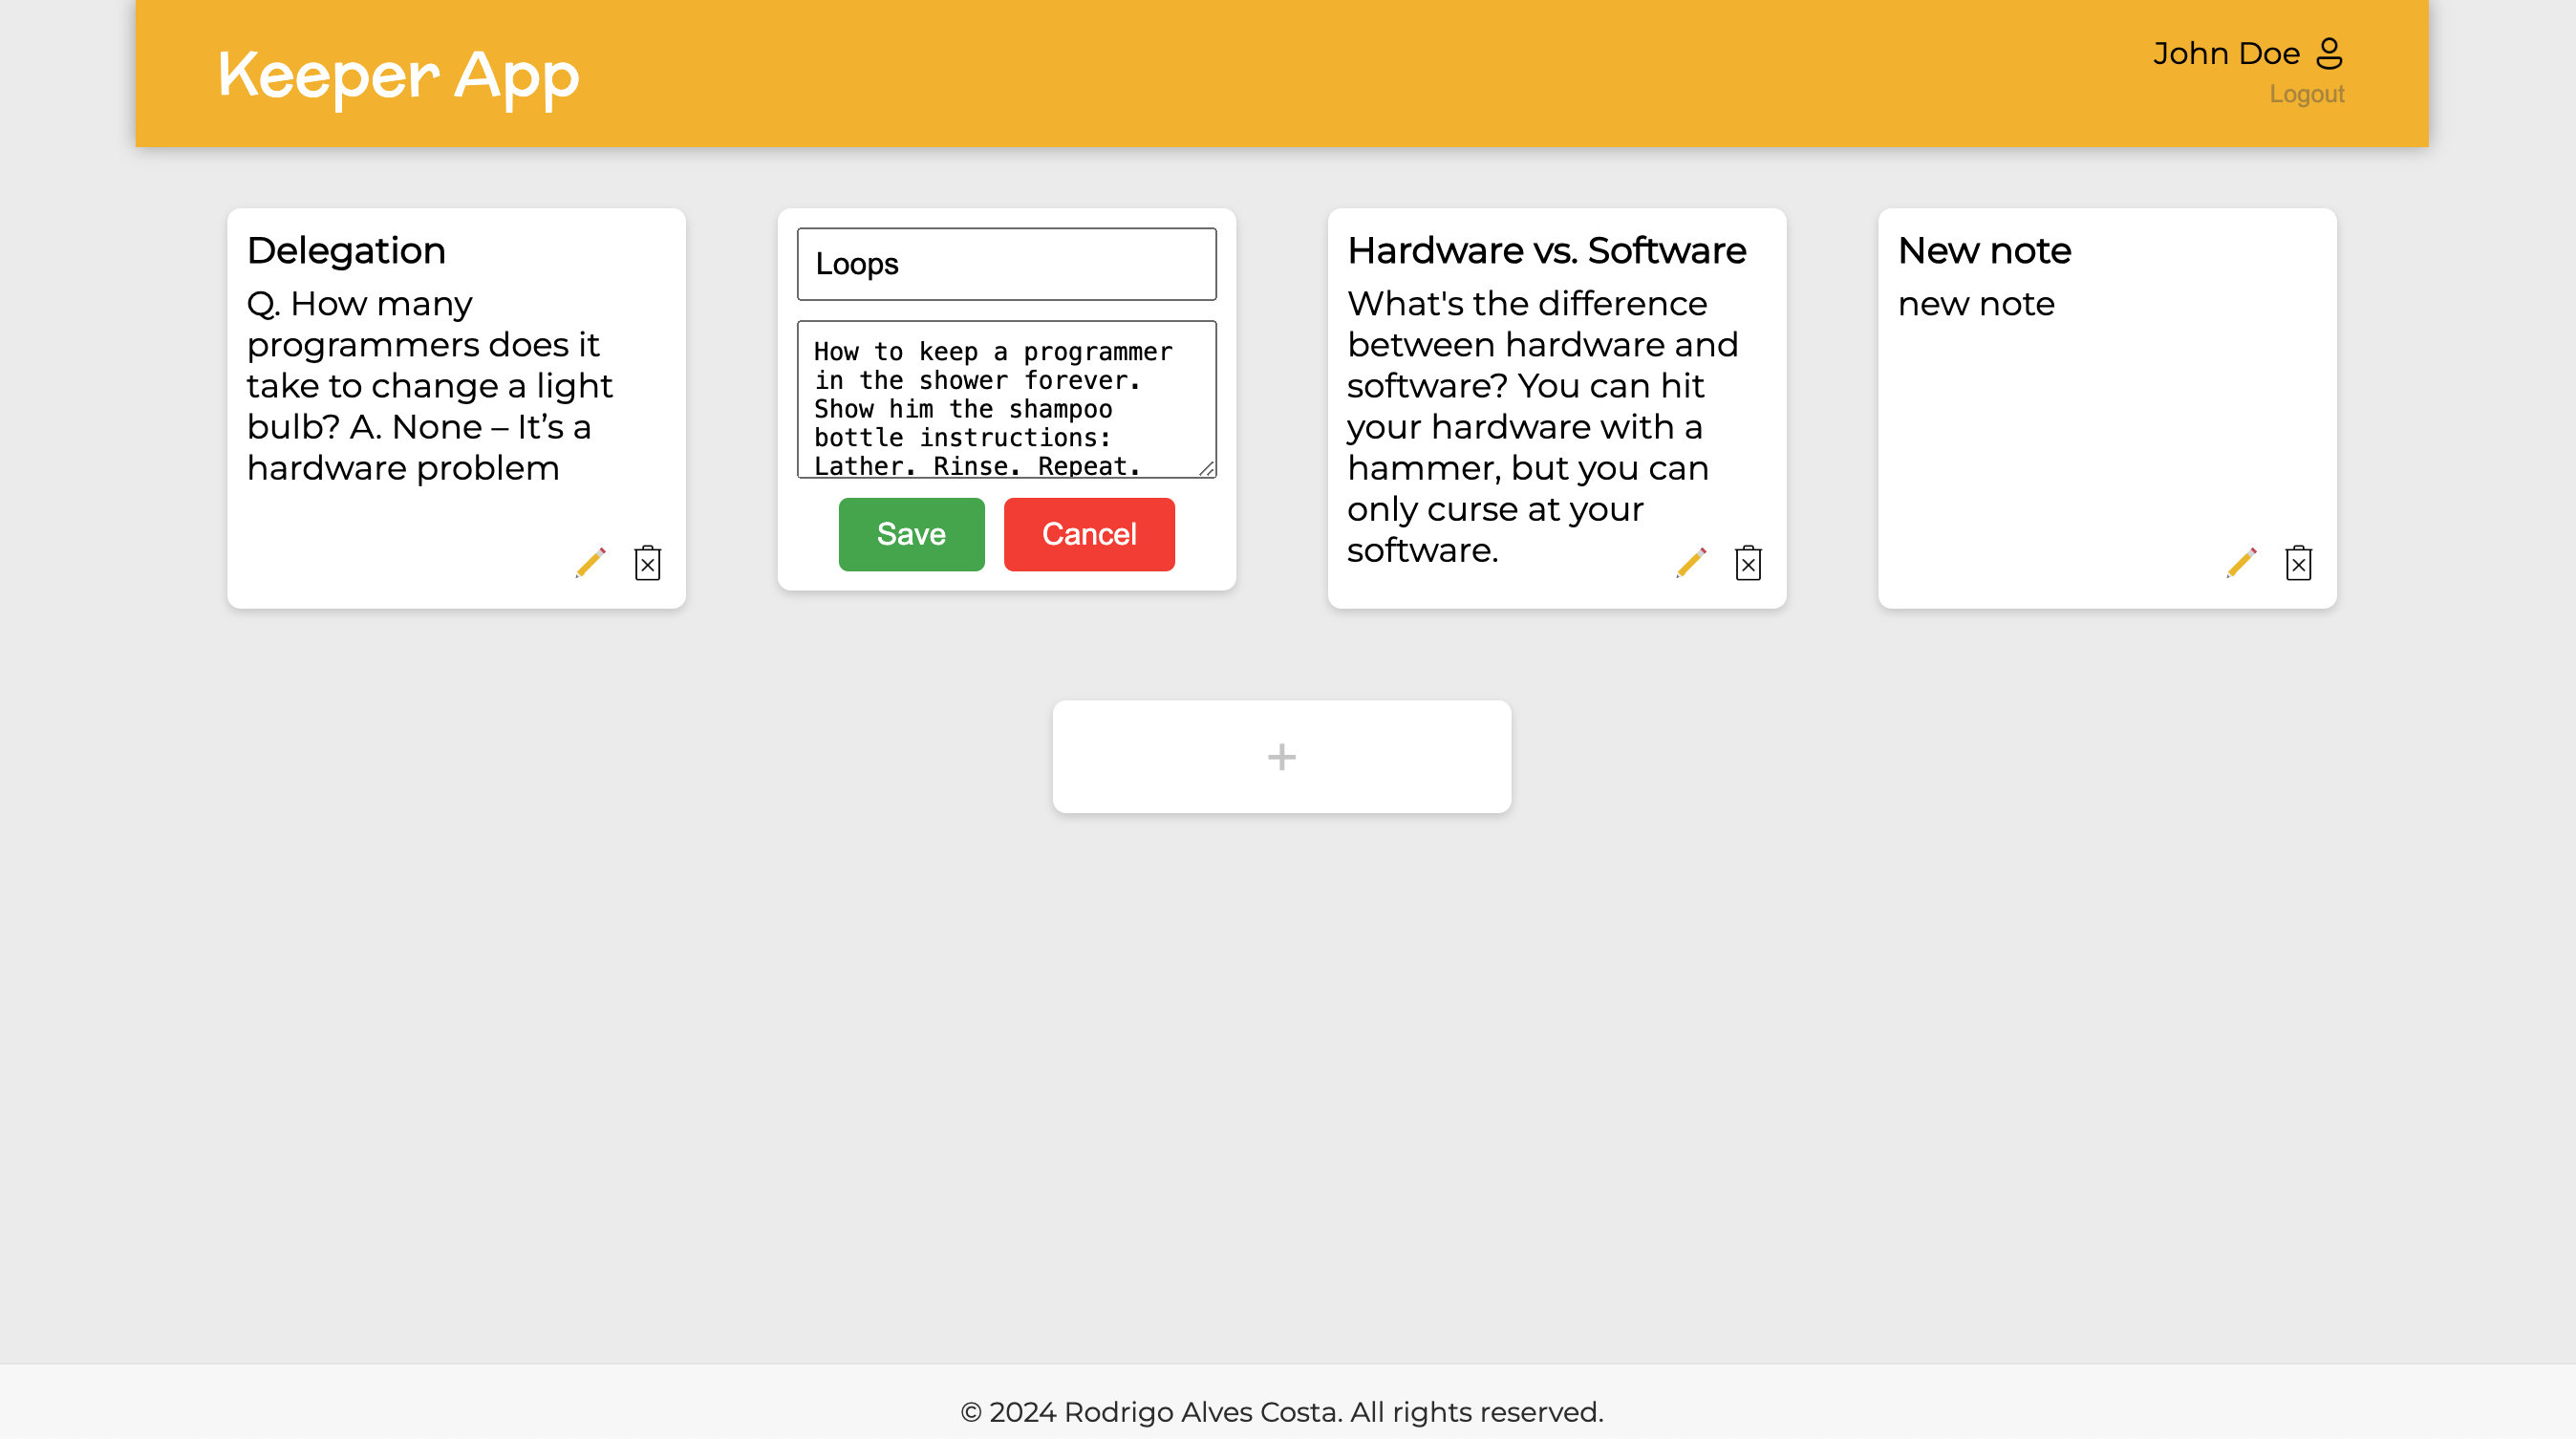 Keeper App
John Doe
Logout
Delegation
Q. How many
programmers does it
take to change a light
bulb? A. None – It’s a
hardware problem
Loops
How to keep a programmer
in the shower forever.
Show him the shampoo
bottle instructions:
Lather. Rinse. Repeat.
Save
Cancel
Hardware vs. Software
What's the difference
between hardware and
software? You can hit
your hardware with a
hammer, but you can
only curse at your
software.
New note
new note
+
© 2024 Rodrigo Alves Costa. All rights reserved.